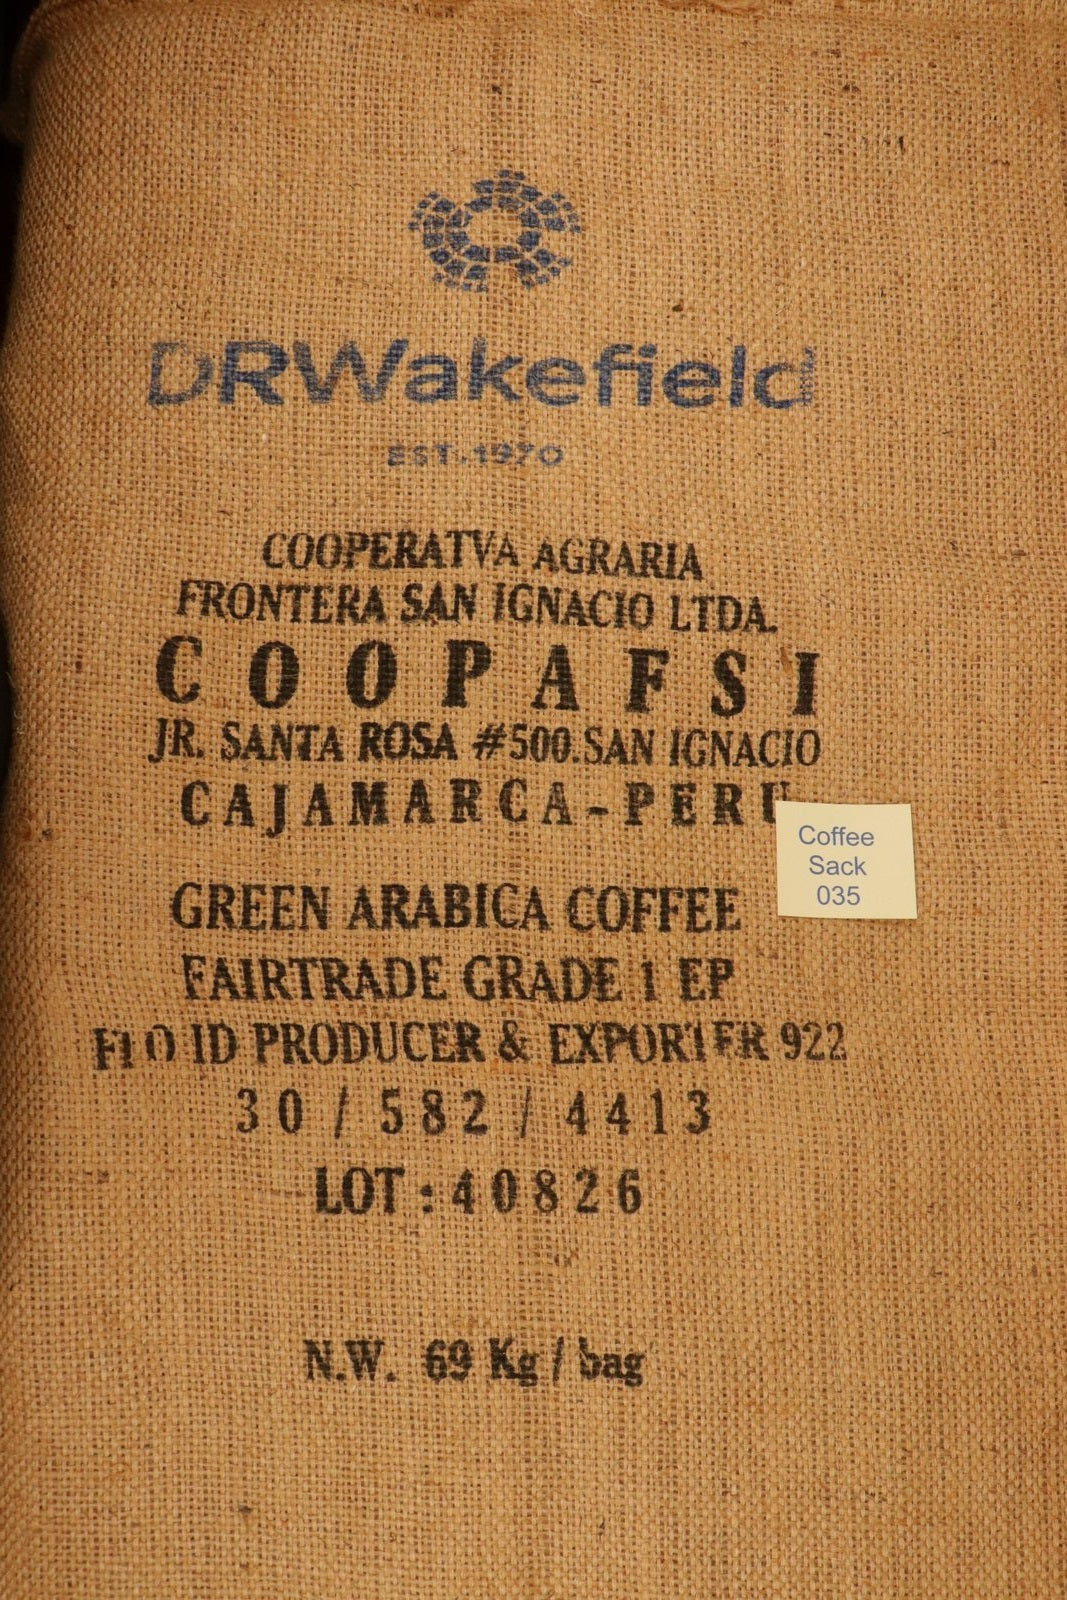 DRWakefield
EST.1970
COOPERATVA AGRARIA
FRONTERA SAN IGNACIO LTDA.
COOPAFSI
JR. SANTA ROSA #500.SAN IGNACIO
CAJAMARCA-PERU
Coffee
Sack
035
GREEN ARABICA COFFEE
FAIRTRADE GRADE 1 EP
FLO ID PRODUCER & EXPORTER 922
30 / 582 / 4413
LOT : 40826
N.W. 69 Kg / bag